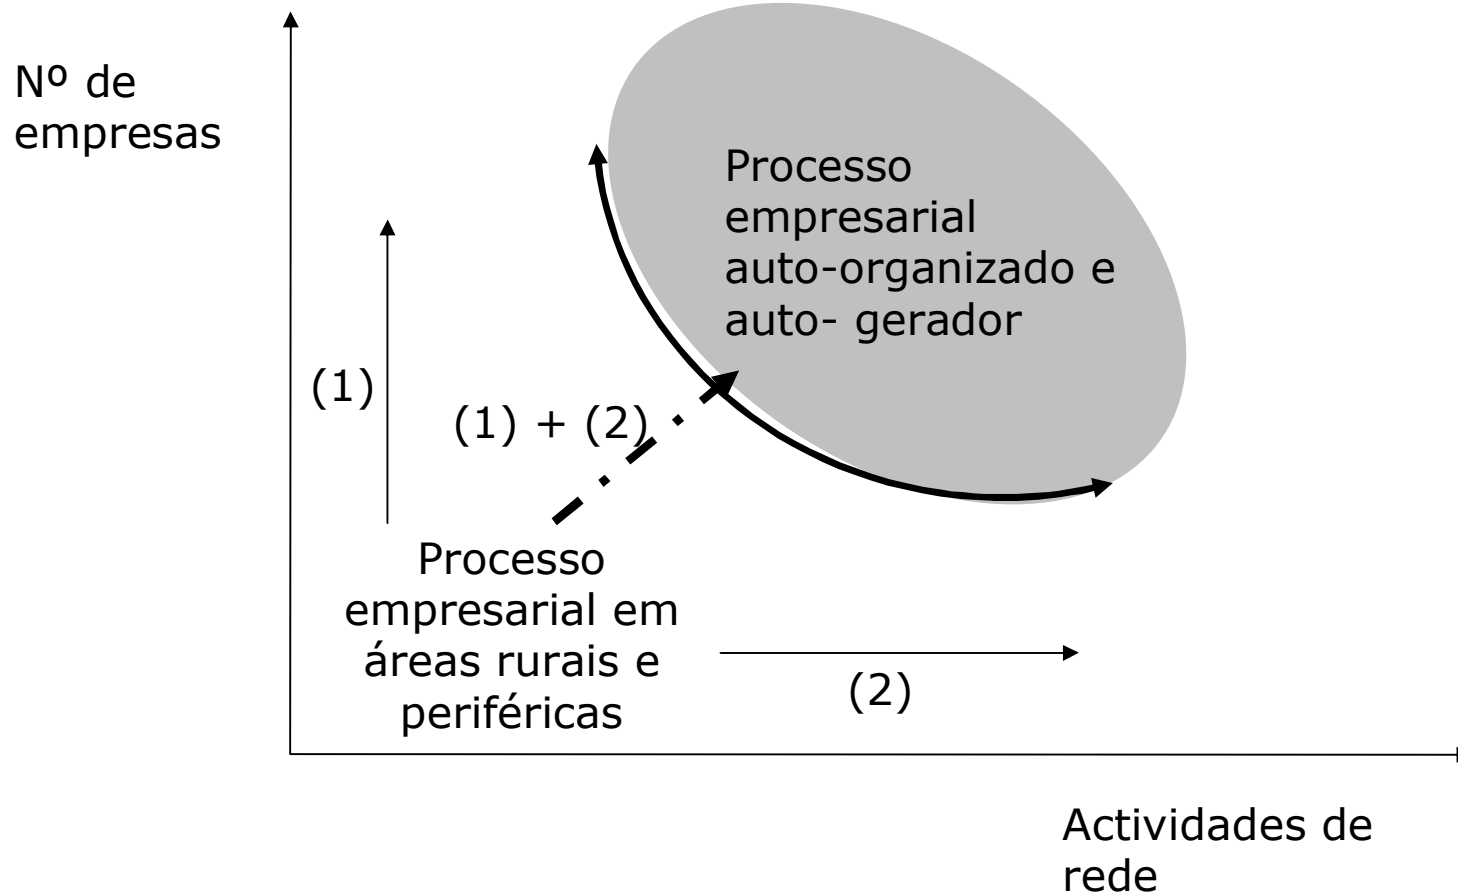 Nº de
empresas
Processo
empresarial
auto-organizado e
auto- gerador
(1)
(1) + (2)
Processo
empresarial em
áreas rurais e
periféricas
(2)
Actividades de
rede